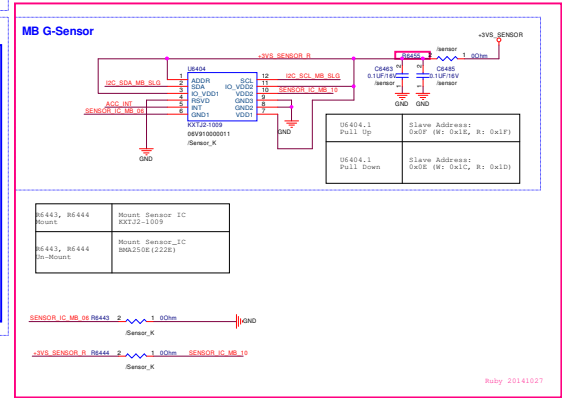 MB G-Sensor
+3VS_SENSOR
/sensor
+3VS_SENSOR_R
R6455 2 1 0Ohm
U6404
1 ADDR SCL 12 I2C_SCL_MB_SLG
I2C_SDA_MB_SLG 2 SDA IO_VDD2 11
3 IO_VDD1 VDD2 10 SENSOR_IC_MB_10
4 RSVD GND3 9
ACC_INT 5 INT GND2 8
SENSOR_IC_MB_06 6 GND1 VDD1 7
KXTJ2-1009
06V910000011
/Sensor_K
GND
GND
C6463 2
0.1UF/16V
/sensor 1
C6485 2
0.1UF/16V
/sensor 1
GND GND
U6404.1 Slave Address:
Pull Up 0x0F (W: 0x1E, R: 0x1F)
U6404.1 Slave Address:
Pull Down 0x0E (W: 0x1C, R: 0x1D)
R6443, R6444 Mount Sensor IC
Mount KXTJ2-1009
R6443, R6444 Mount Sensor_IC
Un-Mount BMA250E(222E)
SENSOR_IC_MB_06 R6443 2 1 0Ohm GND
/Sensor_K
+3VS_SENSOR_R R6444 2 1 0Ohm SENSOR_IC_MB_10
/Sensor_K
Ruby 20141027